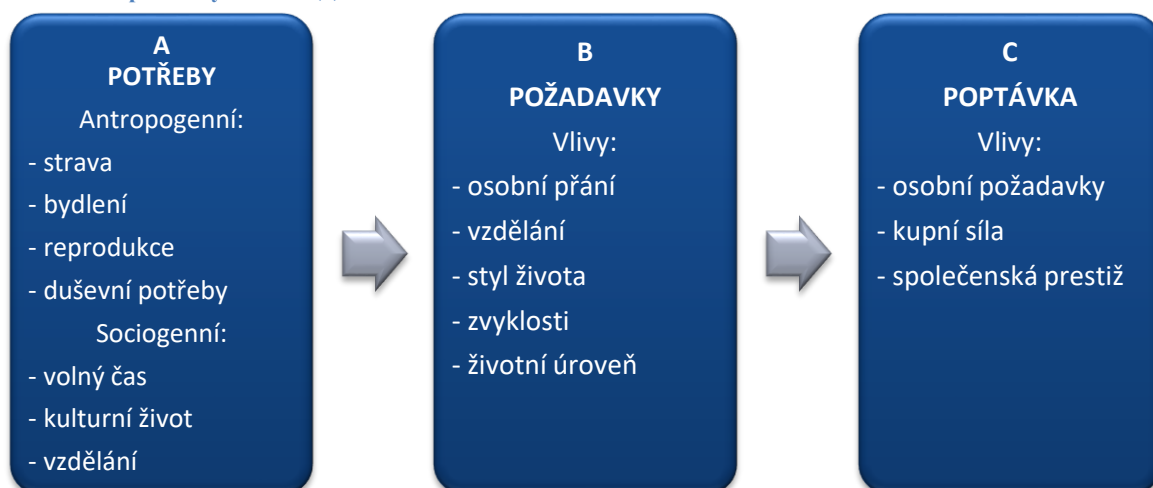 A
POTŘEBY
Antropogenní:
- strava
- bydlení
- reprodukce
- duševní potřeby
Sociogenní:
- volný čas
- kulturní život
- vzdělání
B
POŽADAVKY
Vlivy:
- osobní přání
- vzdělání
- styl života
- zvyklosti
- životní úroveň
C
POPTÁVKA
Vlivy:
- osobní požadavky
- kupní síla
- společenská prestiž